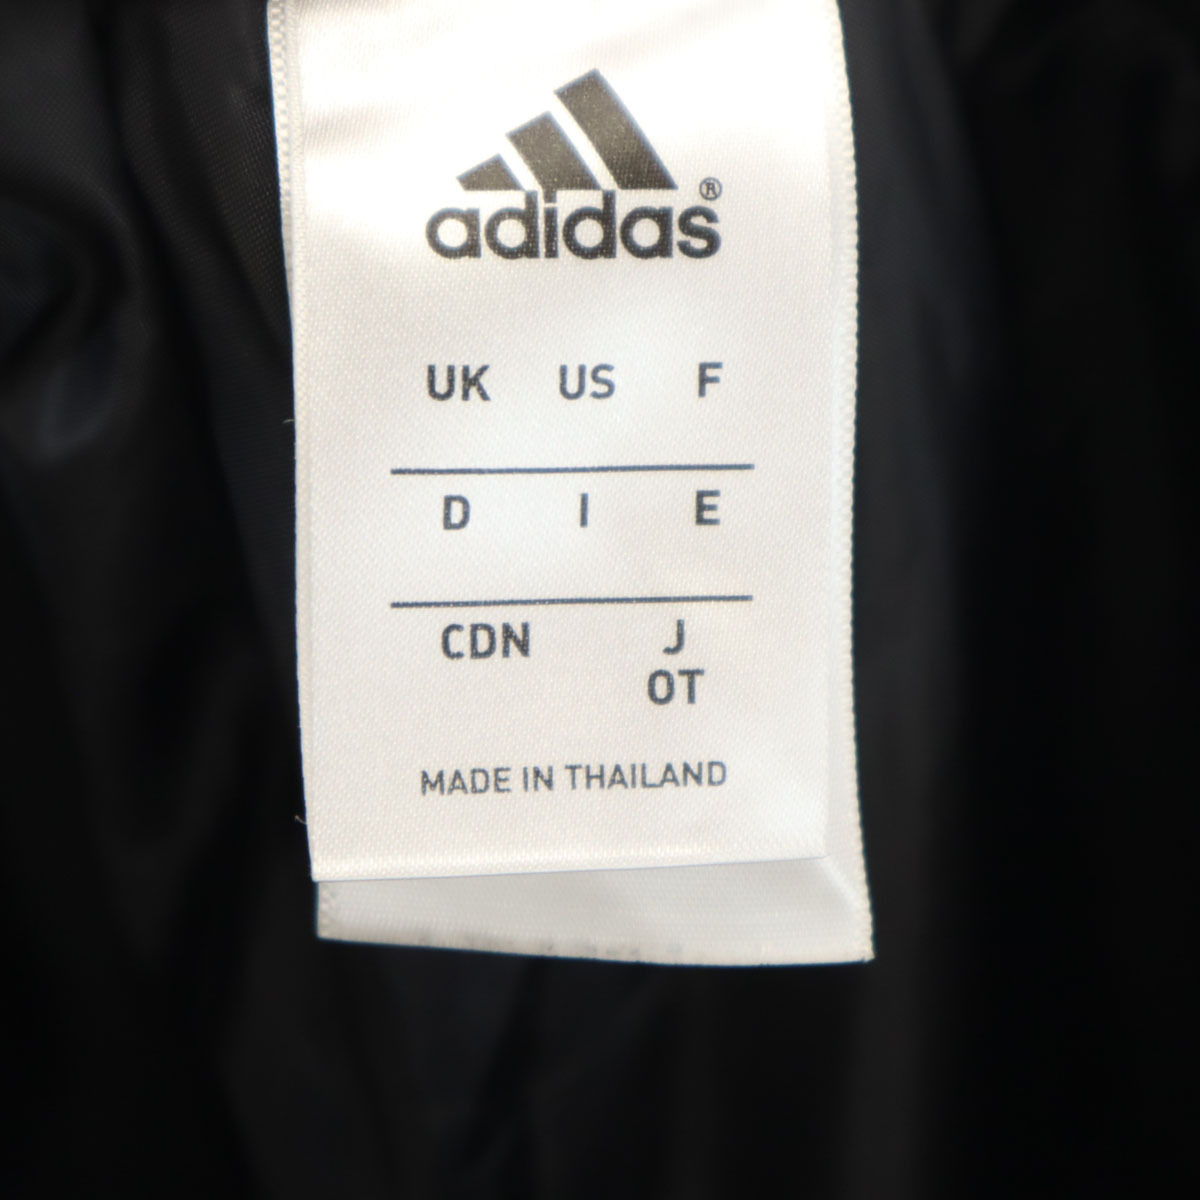 adidas®
UK US F
D I E
CDN J
OT
MADE IN THAILAND